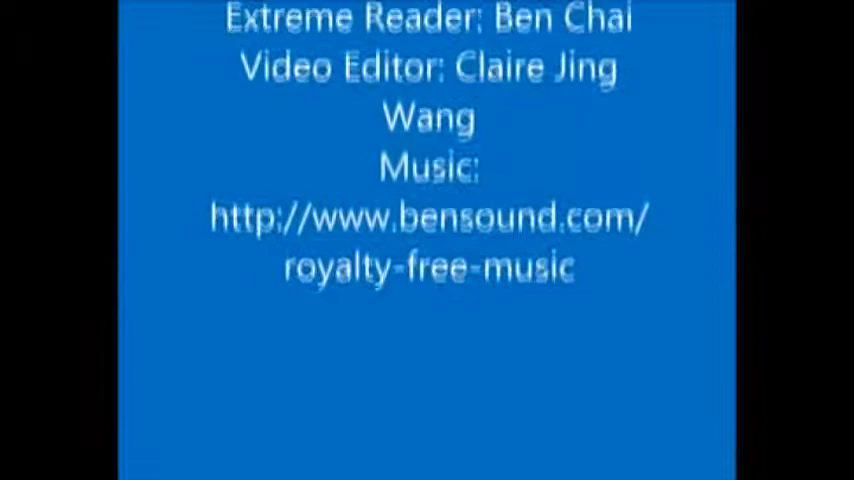 Extreme Reader: Ben Chai
Video Editor: Claire Jing
Wang
Music:
http://www.bensound.com/
royalty-free-music